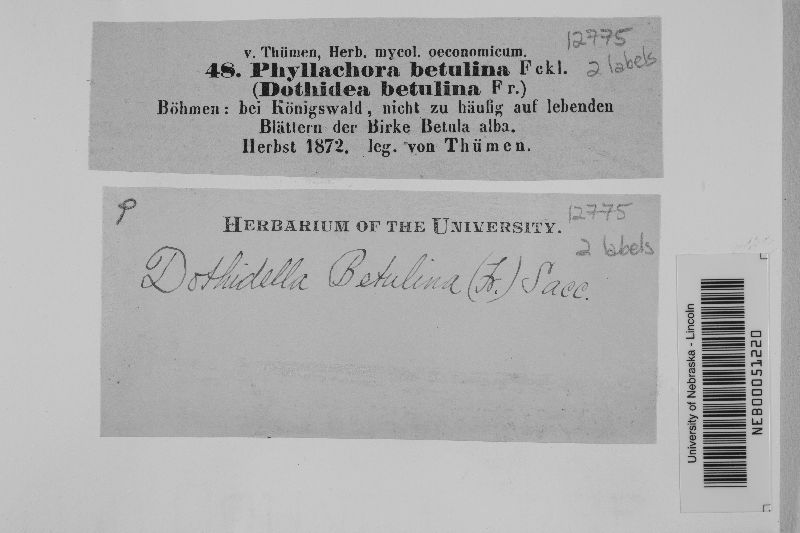 v. Thümen, Herb. mycol. oeconomicum.
48. Phyllachora betulina Fckl.
(Dothidea betulina Fr.)
Böhmen: bei Königswald, nicht zu häufig auf lebenden
Blättern der Birke Betula alba.
Herbst 1872. leg. von Thümen.
12775
2 labels
HERBARIUM OF THE UNIVERSITY.
Dothidella Betulina (Fr.) Sacc.
12775
2 labels
University of Nebraska - Lincoln
NEB00051220